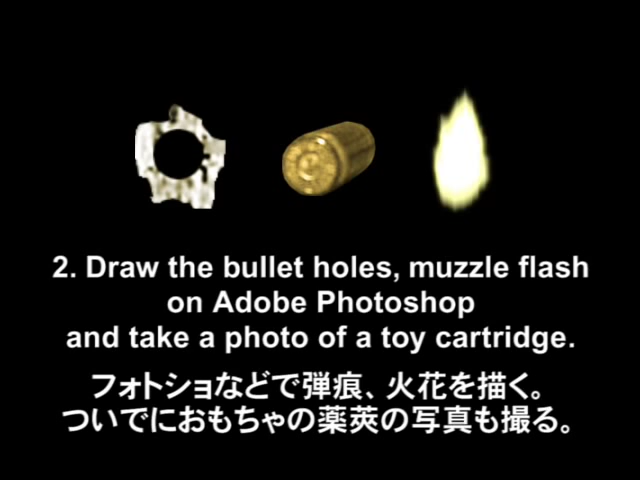 2. Draw the bullet holes, muzzle flash
on Adobe Photoshop
and take a photo of a toy cartridge.
フォトショなどで弾痕、火花を描く。
ついでにおもちゃの薬莢の写真も撮る。